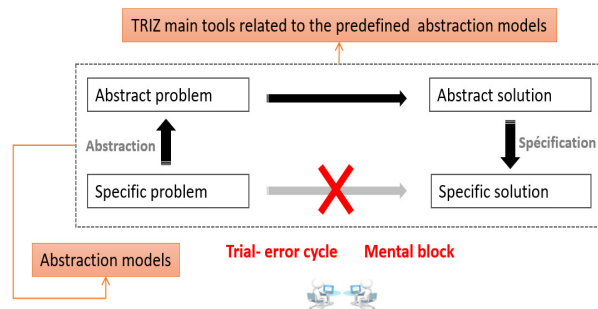 TRIZ main tools related to the predefined abstraction models
Abstract problem
Abstract solution
Abstraction
Spécification
Specific problem
Specific solution
Trial- error cycle
Mental block
Abstraction models